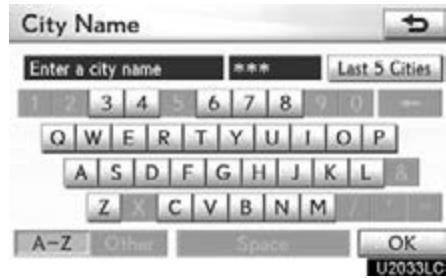 City Name
Enter a city name *** Last 5 Cities
1 2 3 4 5 6 7 8 9 0
Q W E R T Y U I O P
A S D F G H J K L &
Z X C V B N M / ' -
A-Z Other Space OK
U2033LC